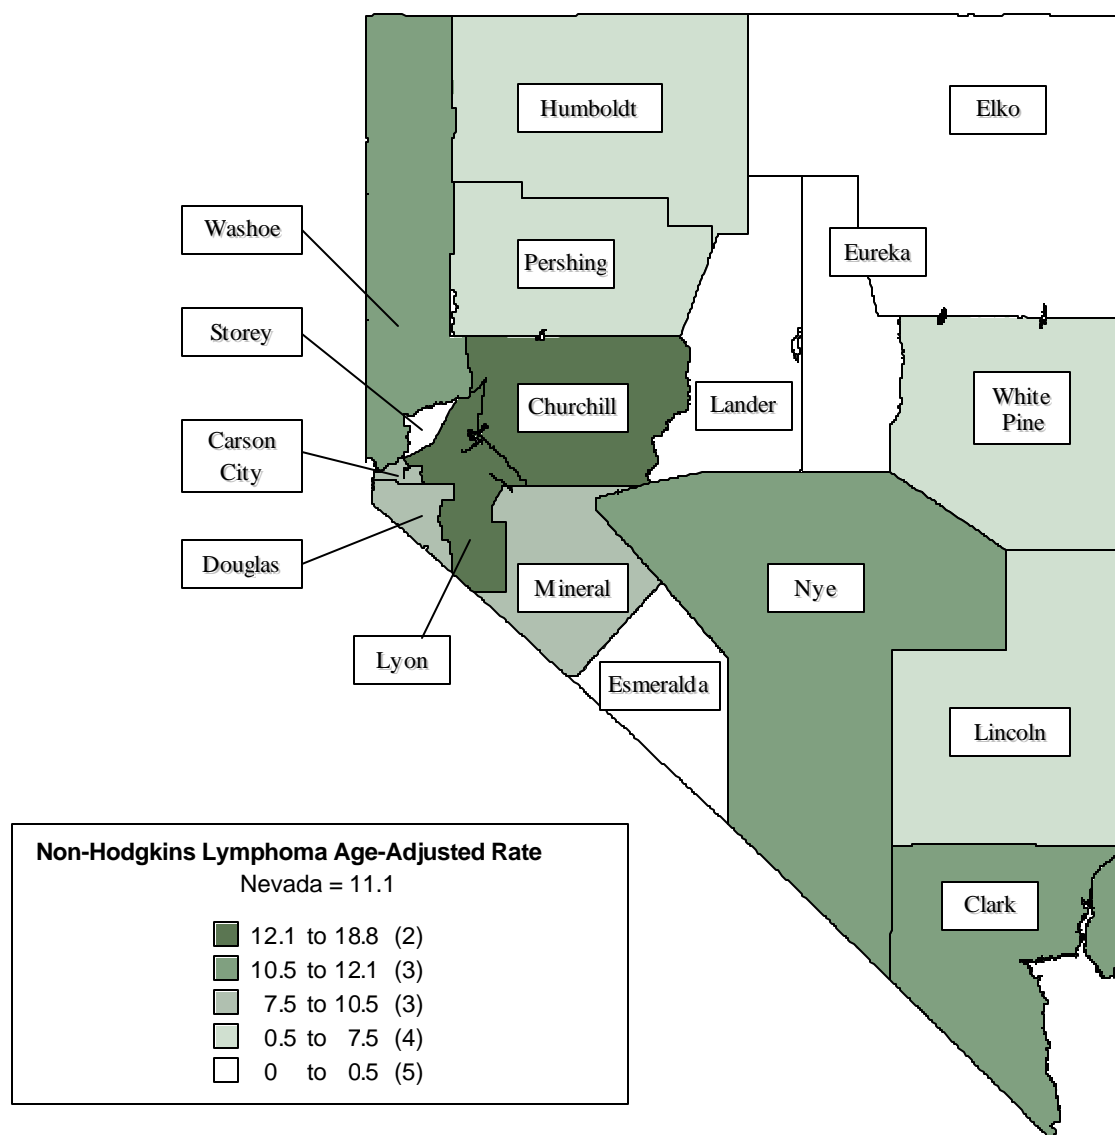 Humboldt
Elko
Washoe
Eureka
Pershing
Storey
Churchill
Lander
White
Pine
Carson
City
Douglas
Mineral
Nye
Lyon
Esmeralda
Lincoln
Clark
Non-Hodgkins Lymphoma Age-Adjusted Rate
Nevada = 11.1
12.1 to 18.8 (2)
10.5 to 12.1 (3)
7.5 to 10.5 (3)
0.5 to 7.5 (4)
0 to 0.5 (5)